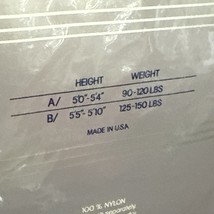 HEIGHT WEIGHT
A/ 5'0"-5'4" 90-120 LBS
B/ 5'5"-5'10" 125-150 LBS
MADE IN U.S.A.
100% NYLON
separately